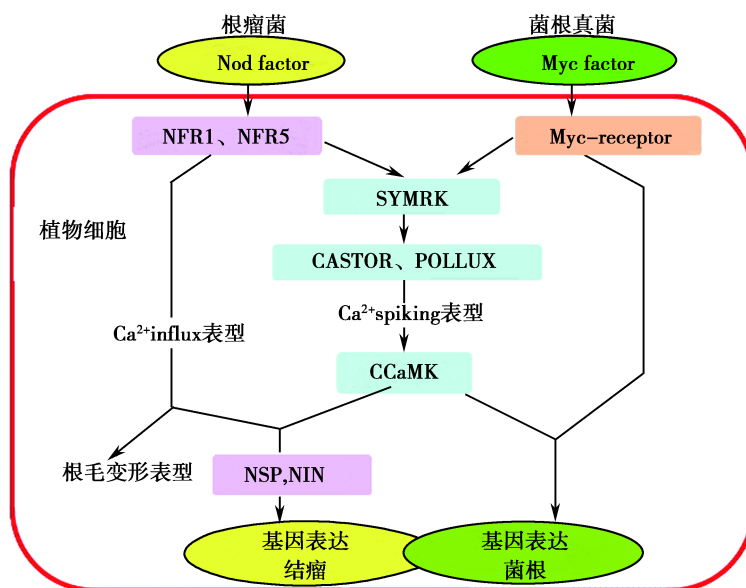 根瘤菌
菌根真菌
Nod factor
Myc factor
NFR1、NFR5
Myc-receptor
SYMRK
植物细胞
CASTOR、POLLUX
Ca²⁺influx表型
Ca²⁺spiking表型
CCaMK
根毛变形表型
NSP,NIN
基因表达
结瘤
基因表达
菌根